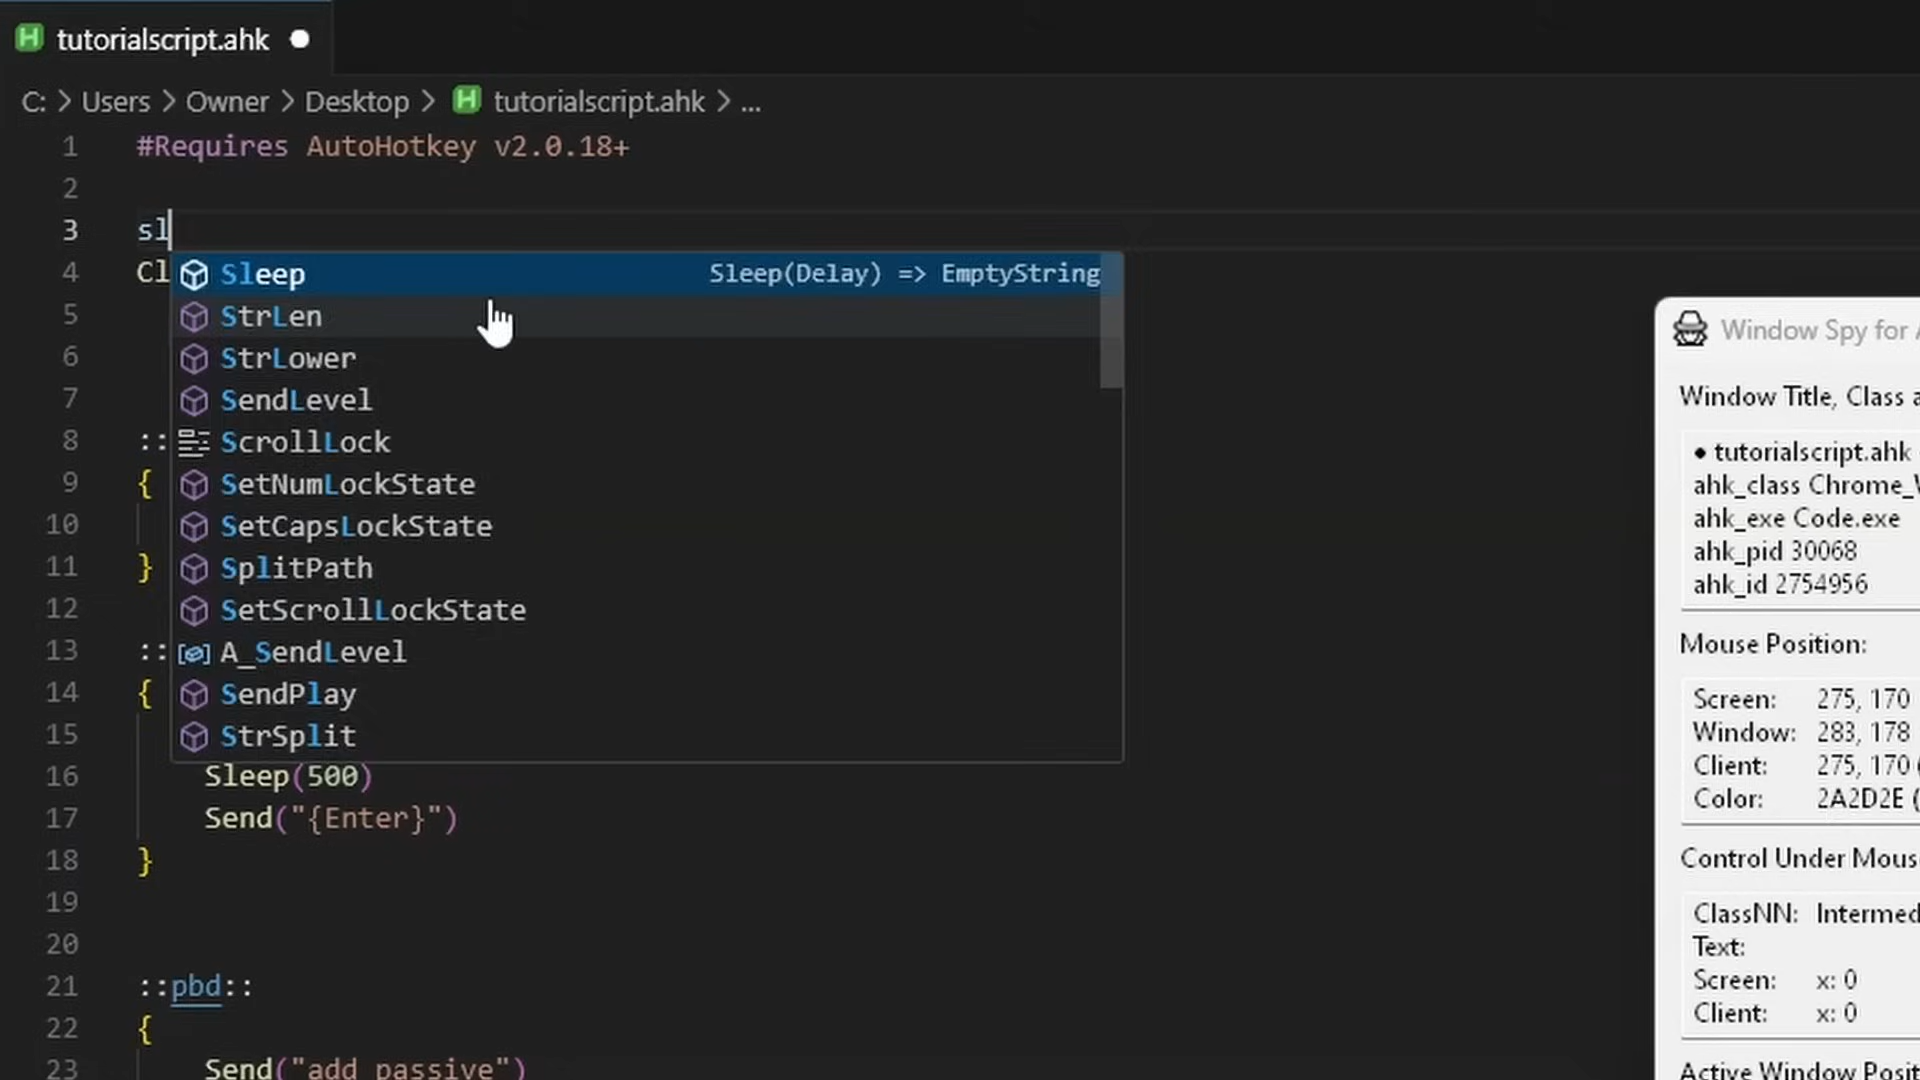 tutorialscript.ahk
C: > Users > Owner > Desktop > tutorialscript.ahk > ...
1 #Requires AutoHotkey v2.0.18+
2
3 sl
4 Cl
Sleep Sleep(Delay) => EmptyString
5
StrLen
6
StrLower
7
SendLevel
8 ::
ScrollLock
9 {
SetNumLockState
10
SetCapsLockState
11 }
SplitPath
12
SetScrollLockState
13 ::
A_SendLevel
14 {
SendPlay
15
StrSplit
16 Sleep(500)
17 Send("{Enter}")
18 }
19
20
21 ::pbd::
22 {
23 Send("add passive")
Window Spy for A
Window Title, Class a
• tutorialscript.ahk
ahk_class Chrome_W
ahk_exe Code.exe
ahk_pid 30068
ahk_id 2754956
Mouse Position:
Screen: 275, 170
Window: 283, 178
Client: 275, 170 (
Color: 2A2D2E (
Control Under Mouse
ClassNN: Intermed
Text:
Screen: x: 0
Client: x: 0
Active Window Posit